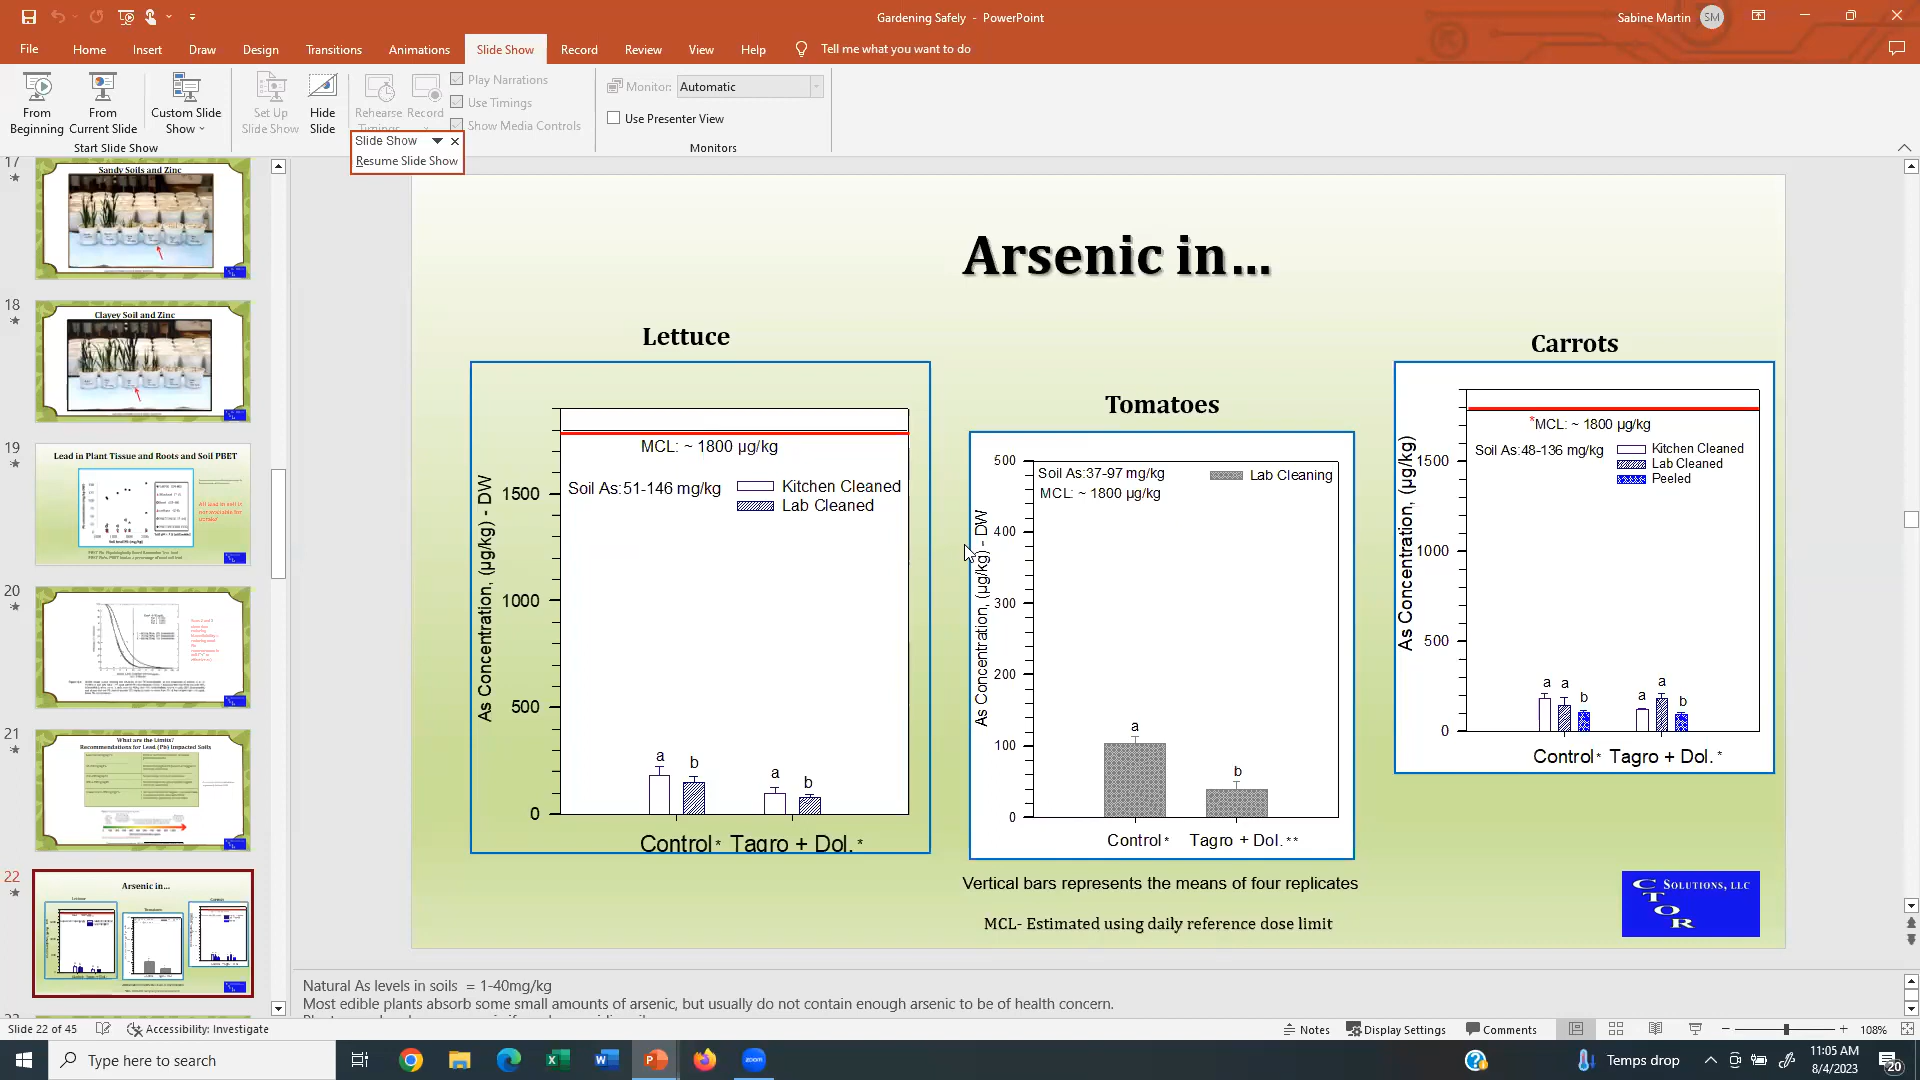 Gardening Safely - PowerPoint
Sabine Martin
SM
File
Home
Insert
Draw
Design
Transitions
Animations
Slide Show
Record
Review
View
Help
Tell me what you want to do
From Beginning
From Current Slide
Custom Slide Show
Set Up Slide Show
Hide Slide
Rehearse
Record
Play Narrations
Use Timings
Show Media Controls
Monitor:
Automatic
Use Presenter View
Start Slide Show
Monitors
Slide Show
Resume Slide Show
17
Sandy Soils and Zinc
18
Clayey Soil and Zinc
19
Lead in Plant Tissue and Roots and Soil PBET
20
21
What are the Limits?
Recommendations for Lead (Pb) Impacted Soils
22
Arsenic in...
Arsenic in...
Lettuce
MCL: ~ 1800 µg/kg
Soil As:51-146 mg/kg
Kitchen Cleaned
Lab Cleaned
As Concentration, (µg/kg) - DW
1500
1000
500
0
a
b
a
b
Control*
Tagro + Dol.*
Tomatoes
Soil As:37-97 mg/kg
MCL: ~ 1800 µg/kg
Lab Cleaning
As Concentration, (µg/kg) - DW
500
400
300
200
100
0
a
b
Control*
Tagro + Dol.**
Carrots
*MCL: ~ 1800 µg/kg
Soil As:48-136 mg/kg
Kitchen Cleaned
Lab Cleaned
Peeled
As Concentration, (µg/kg)
1500
1000
500
0
a a b
a a b
Control*
Tagro + Dol.*
Vertical bars represents the means of four replicates
MCL- Estimated using daily reference dose limit
CTOR SOLUTIONS, LLC
Natural As levels in soils = 1-40mg/kg
Most edible plants absorb some small amounts of arsenic, but usually do not contain enough arsenic to be of health concern.
Slide 22 of 45
Accessibility: Investigate
Notes
Display Settings
Comments
108%
Type here to search
zoom
Temps drop
11:05 AM
8/4/2023
20